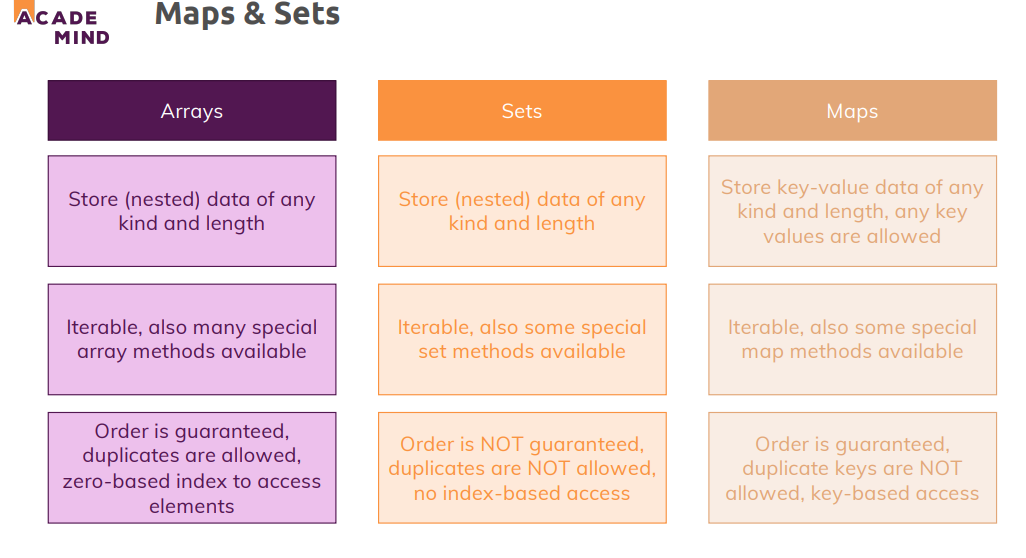 ACADE
MIND
Maps & Sets
Arrays
Store (nested) data of any
kind and length
Iterable, also many special
array methods available
Order is guaranteed,
duplicates are allowed,
zero-based index to access
elements
Sets
Store (nested) data of any
kind and length
Iterable, also some special
set methods available
Order is NOT guaranteed,
duplicates are NOT allowed,
no index-based access
Maps
Store key-value data of any
kind and length, any key
values are allowed
Iterable, also some special
map methods available
Order is guaranteed,
duplicate keys are NOT
allowed, key-based access